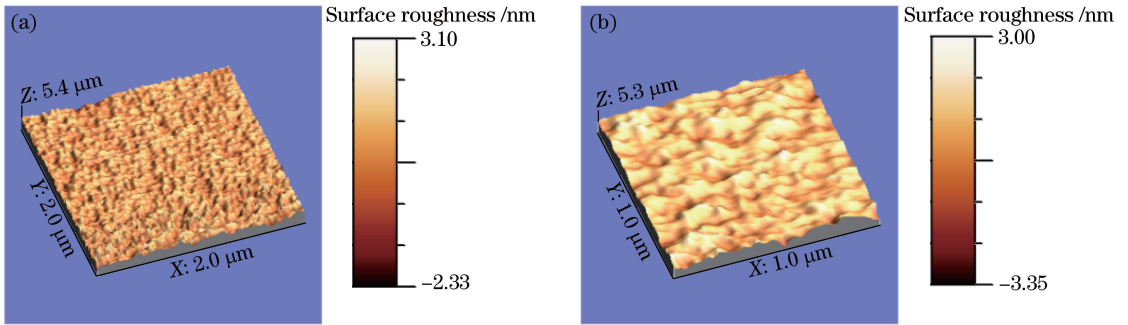 (a)
Surface roughness /nm
3.10
Z: 5.4 μm
Y: 2.0 μm
X: 2.0 μm
−2.33
(b)
Surface roughness /nm
3.00
Z: 5.3 μm
Y: 1.0 μm
X: 1.0 μm
−3.35